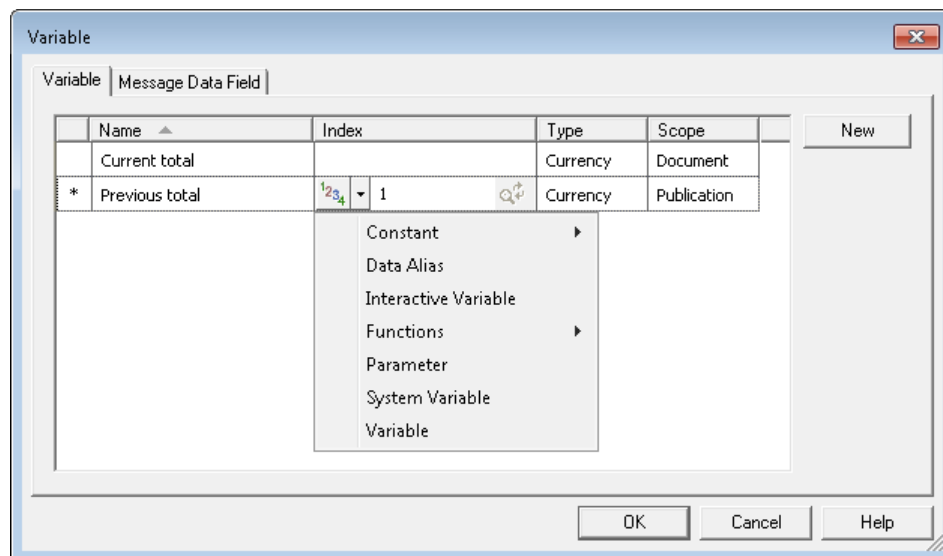 Variable
Variable Message Data Field
Name Index Type Scope New
Current total Currency Document
* Previous total 1234 1 Currency Publication
Constant
Data Alias
Interactive Variable
Functions
Parameter
System Variable
Variable
OK Cancel Help